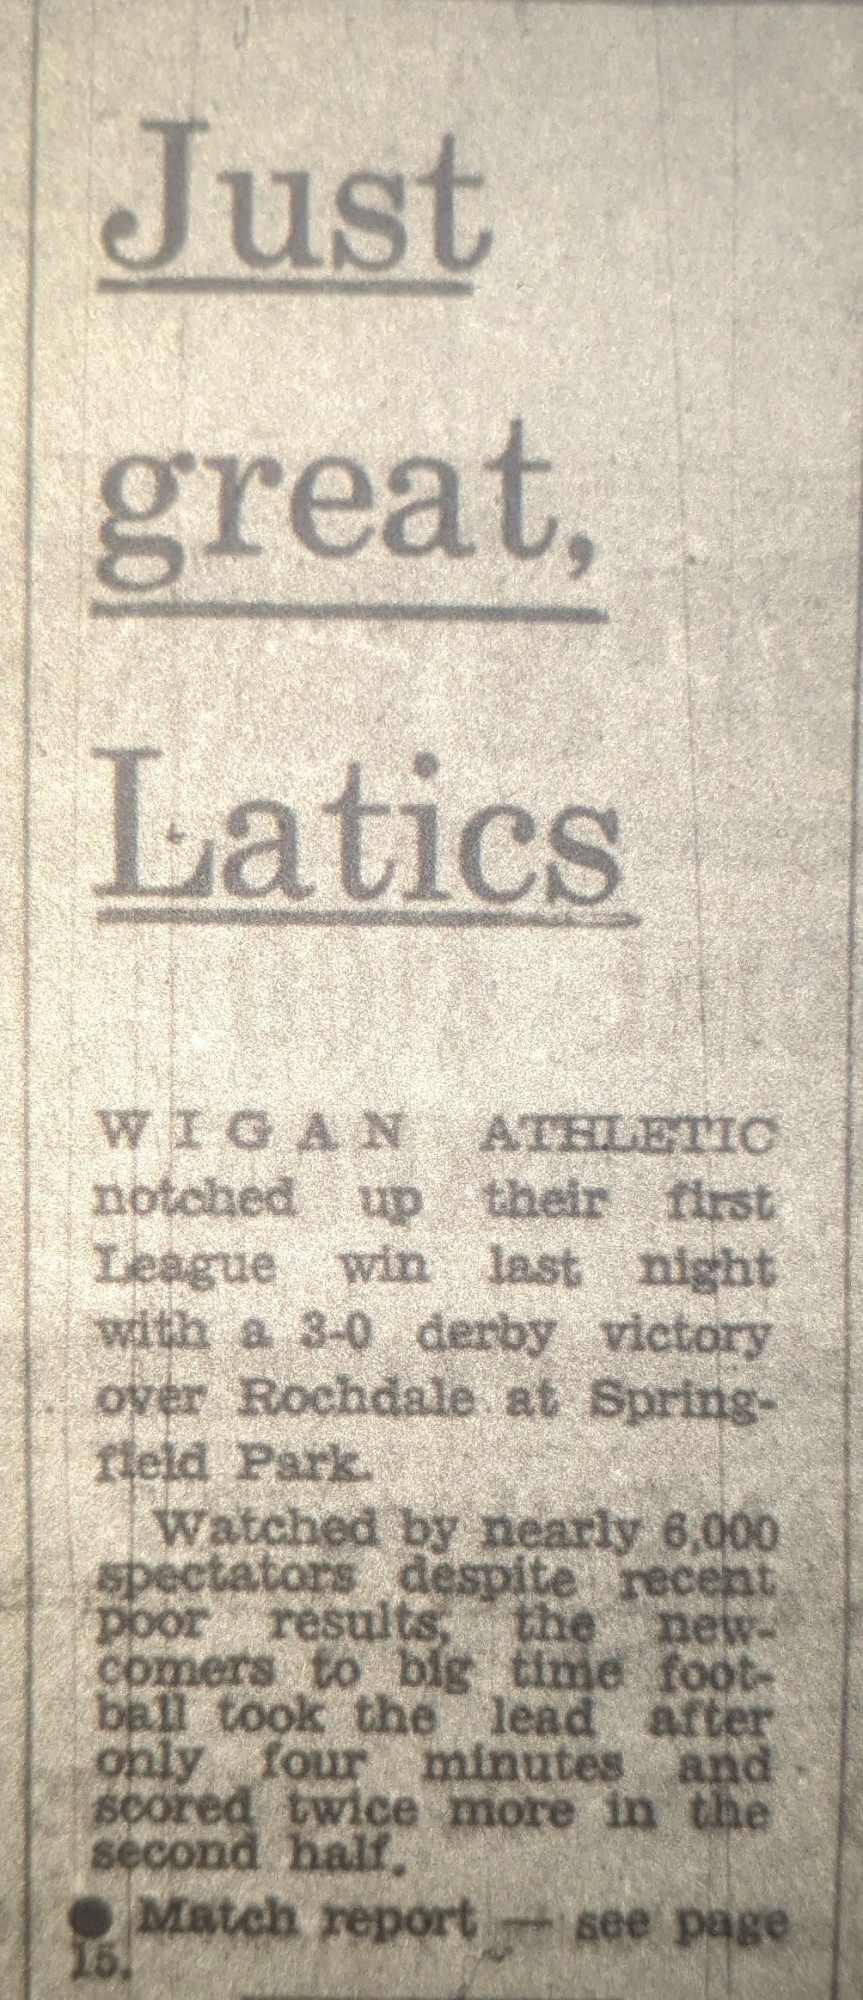 Just
great,
Latics
WIGAN ATHLETIC
notched up their first
League win last night
with a 3-0 derby victory
over Rochdale at Spring-
field Park.
Watched by nearly 6,000
spectators despite recent
poor results, the new-
comers to big time foot-
ball took the lead after
only four minutes and
scored twice more in the
second half.
● Match report — see page
15.